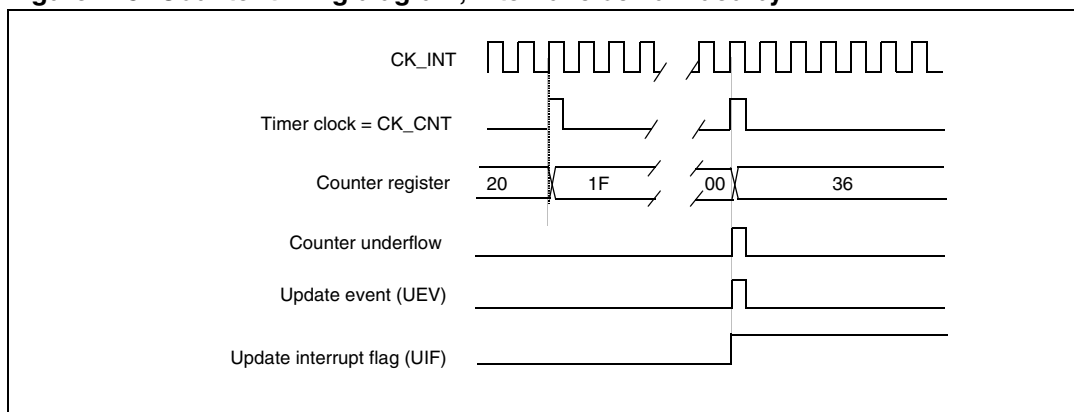 CK_INT
Timer clock = CK_CNT
Counter register
20
1F
00
36
Counter underflow
Update event (UEV)
Update interrupt flag (UIF)